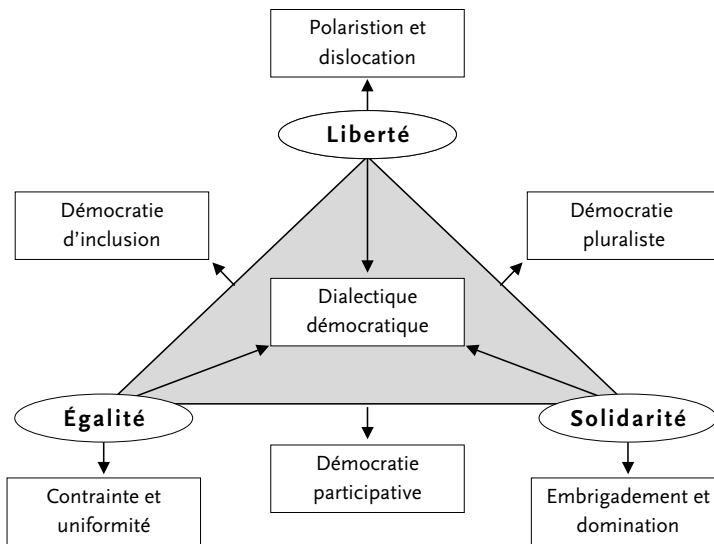 Polaristion et
dislocation
Liberté
Démocratie
d'inclusion
Démocratie
pluraliste
Dialectique
démocratique
Égalité
Solidarité
Démocratie
participative
Contrainte et
uniformité
Embrigadement et
domination